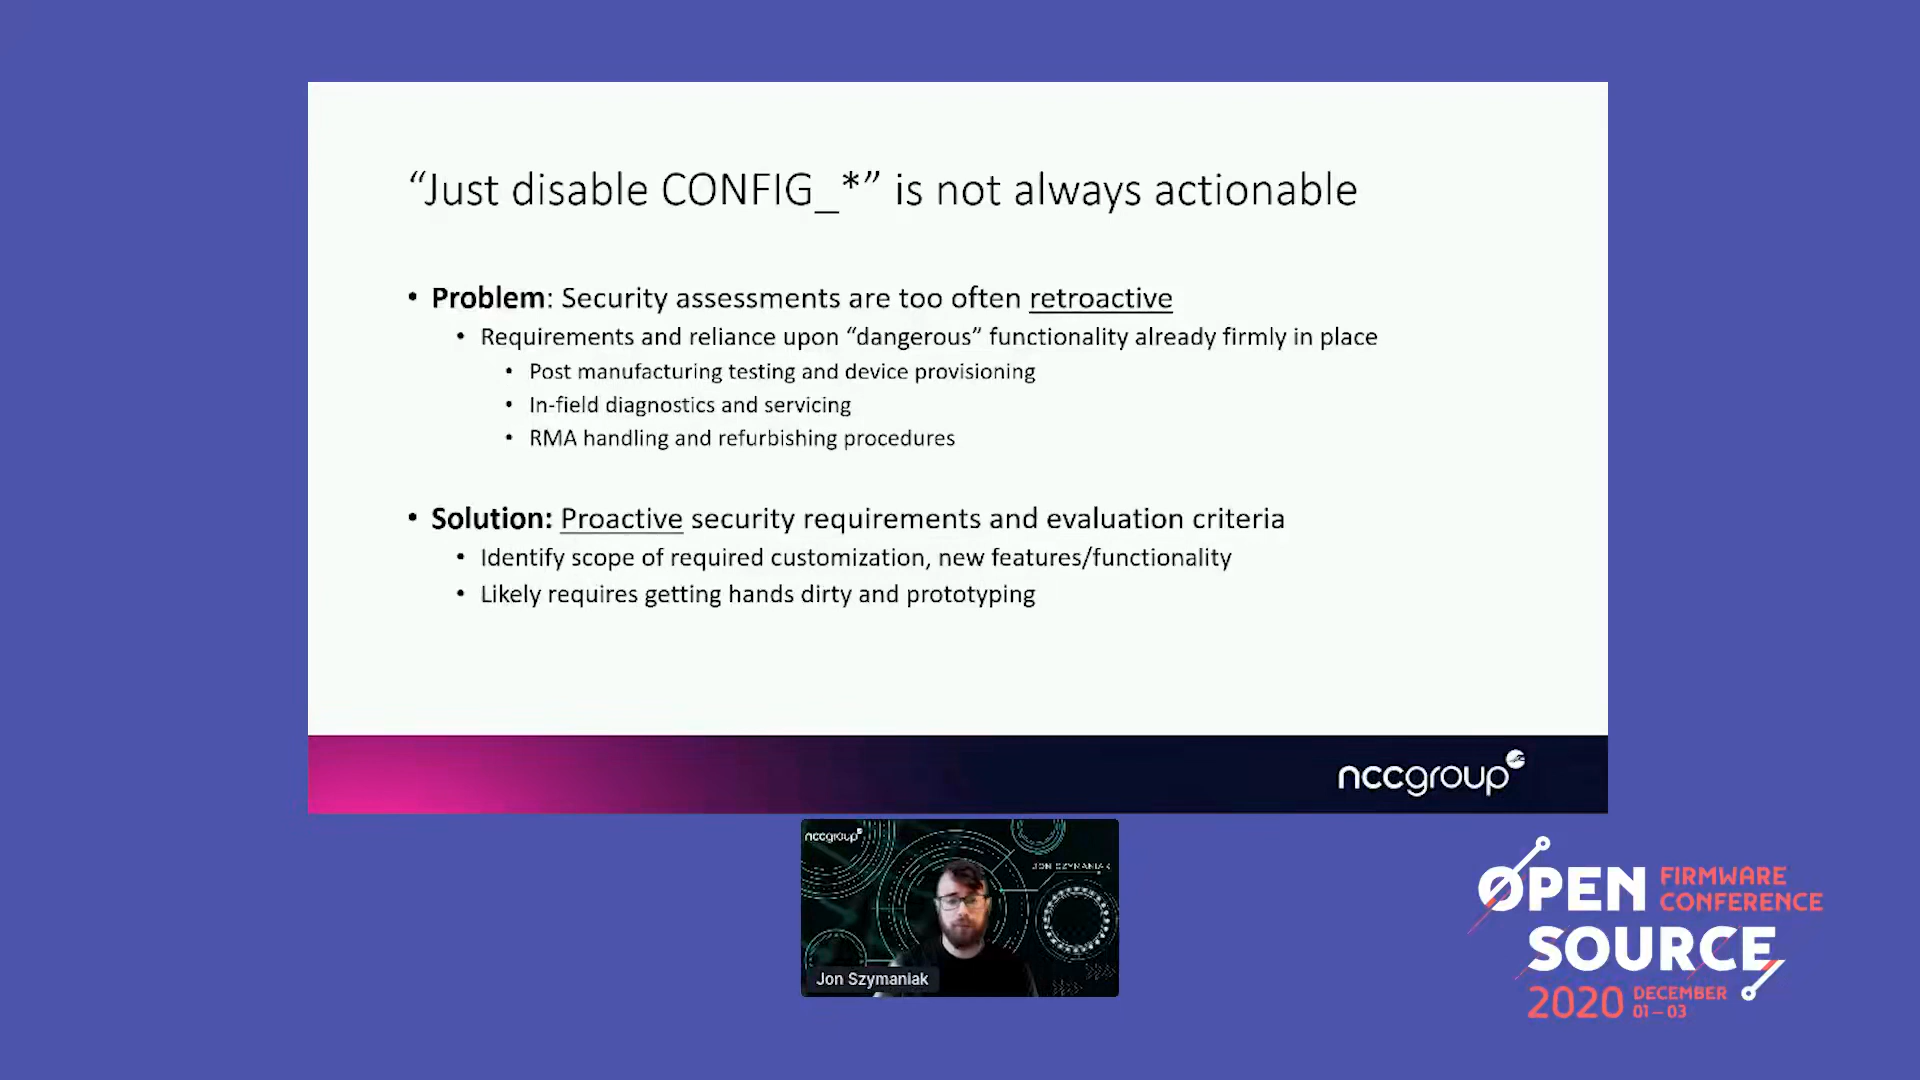 “Just disable CONFIG_*” is not always actionable
• Problem: Security assessments are too often retroactive
• Requirements and reliance upon “dangerous” functionality already firmly in place
• Post manufacturing testing and device provisioning
• In-field diagnostics and servicing
• RMA handling and refurbishing procedures
• Solution: Proactive security requirements and evaluation criteria
• Identify scope of required customization, new features/functionality
• Likely requires getting hands dirty and prototyping
nccgroup
nccgroup
JON SZYMANIAK
Jon Szymaniak
OPEN FIRMWARE CONFERENCE
SOURCE
2020 DECEMBER 01–03